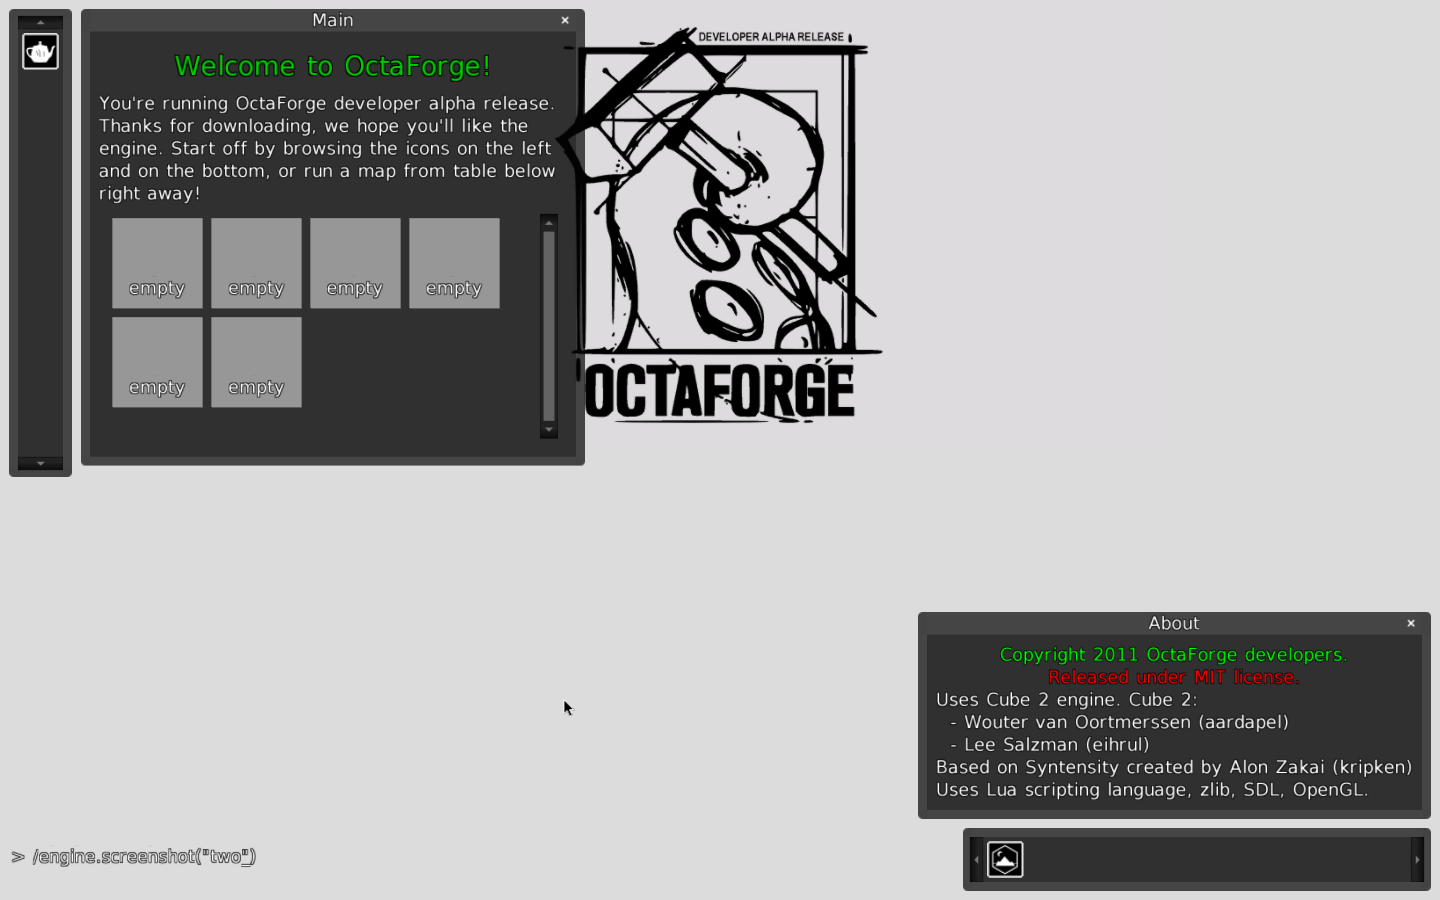 Main ×
DEVELOPER ALPHA RELEASE
Welcome to OctaForge!
You're running OctaForge developer alpha release.
Thanks for downloading, we hope you'll like the
engine. Start off by browsing the icons on the left
and on the bottom, or run a map from table below
right away!
empty empty empty empty
empty empty
OCTAFORGE
About ×
Copyright 2011 OctaForge developers.
Released under MIT license.
Uses Cube 2 engine. Cube 2:
- Wouter van Oortmerssen (aardapel)
- Lee Salzman (eihrul)
Based on Syntensity created by Alon Zakai (kripken)
Uses Lua scripting language, zlib, SDL, OpenGL.
> /engine.screenshot("two")